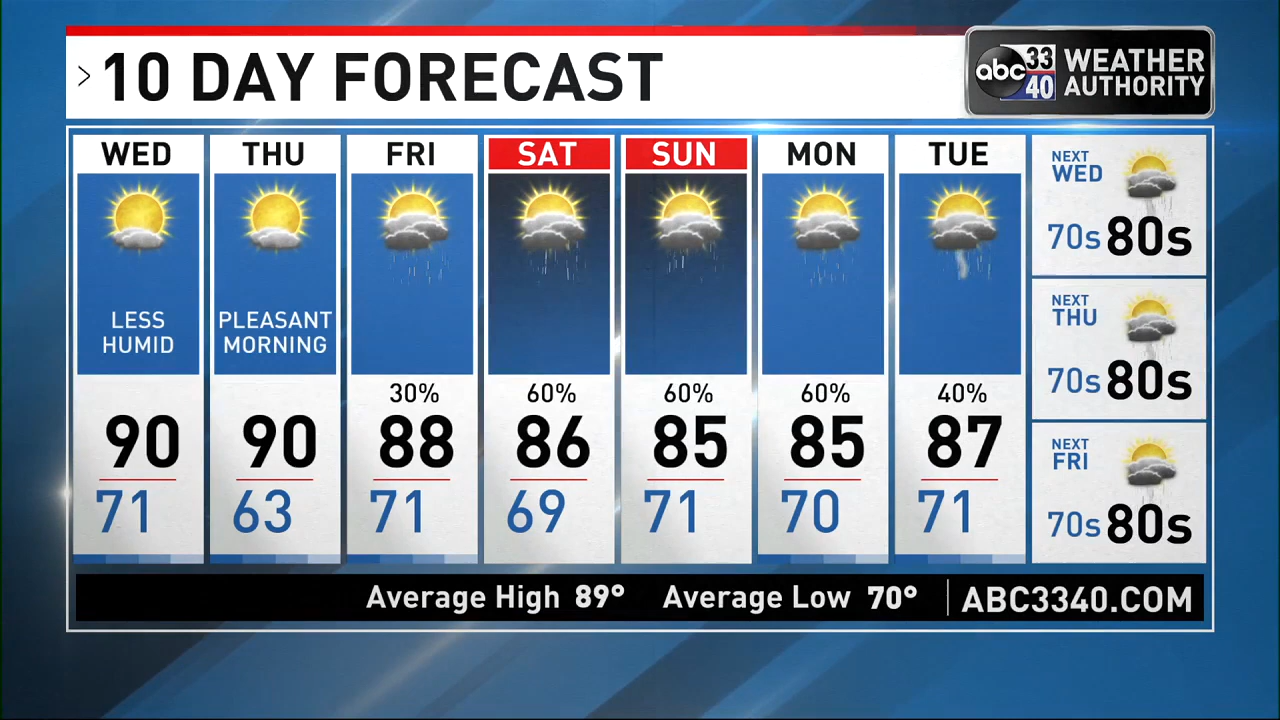 > 10 DAY FORECAST
abc 33 40
WEATHER
AUTHORITY
WED
LESS
HUMID
90
71
THU
PLEASANT
MORNING
90
63
FRI
30%
88
71
SAT
60%
86
69
SUN
60%
85
71
MON
60%
85
70
TUE
40%
87
71
NEXT
WED
70s 80s
NEXT
THU
70s 80s
NEXT
FRI
70s 80s
Average High 89° Average Low 70° ABC3340.COM